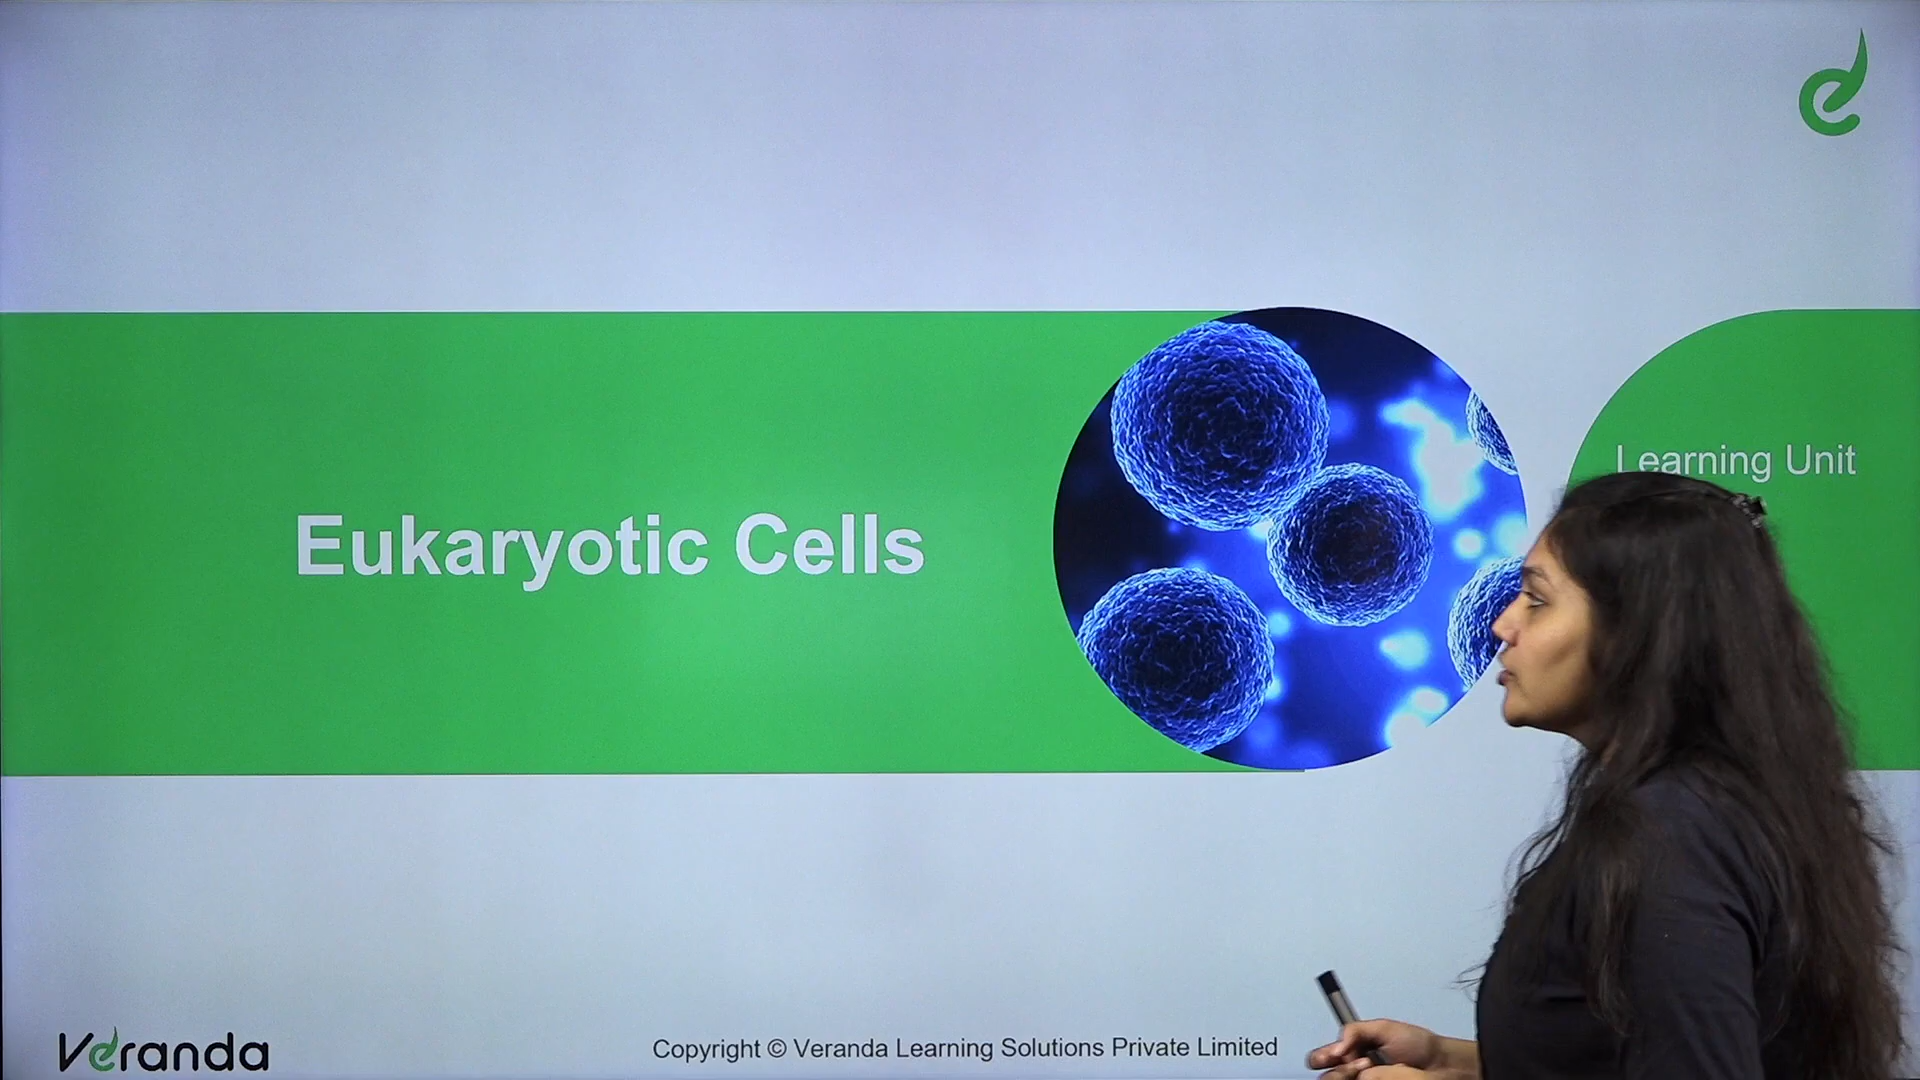 Learning Unit
Eukaryotic Cells
Veranda
Copyright © Veranda Learning Solutions Private Limited